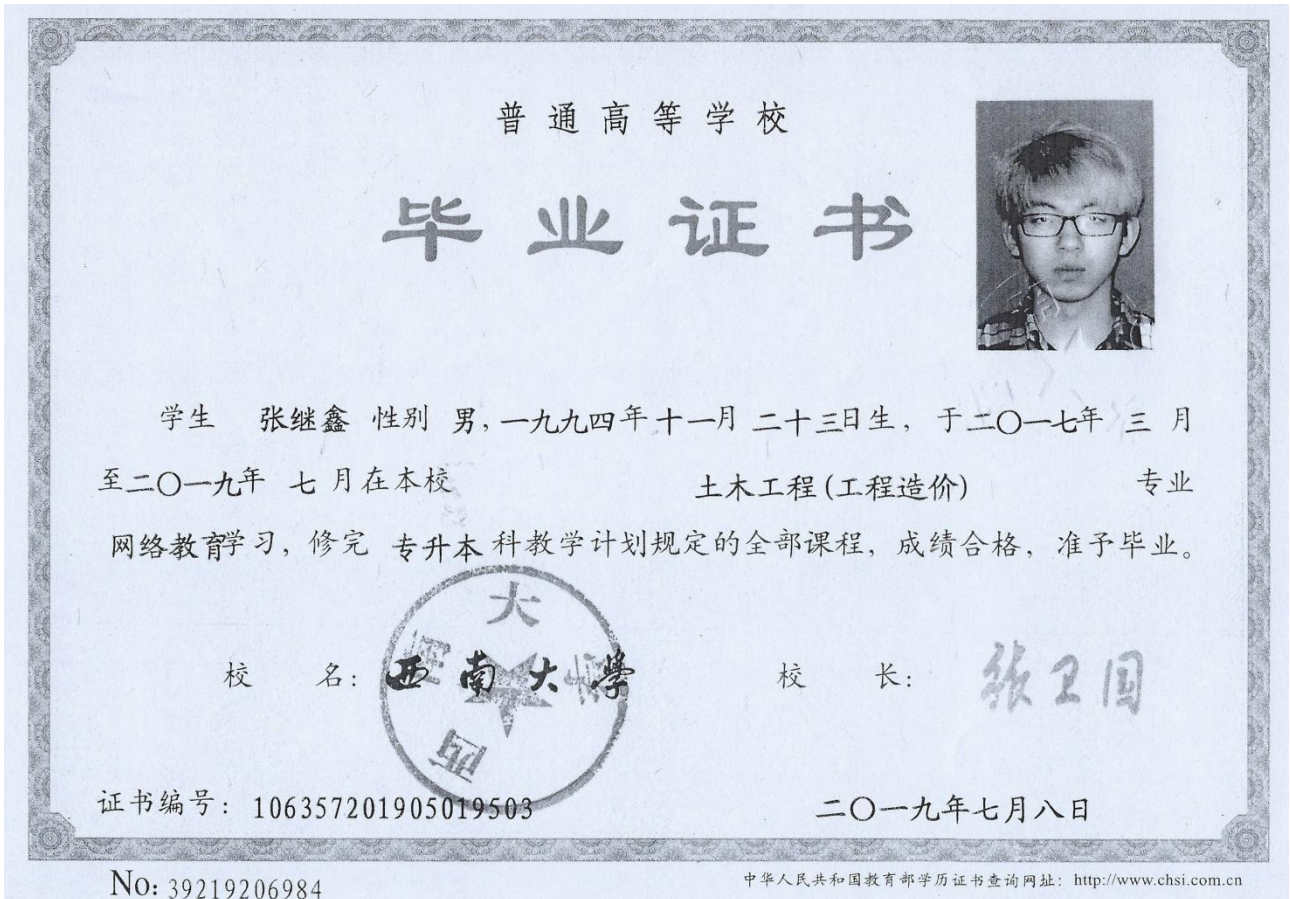 普通高等学校
毕业证书
学生 张继鑫 性别 男, 一九九四年十一月二十三日生, 于二〇一七年 三 月
至二〇一九年 七 月在本校 土木工程(工程造价) 专业
网络教育学习, 修完 专升本 科教学计划规定的全部课程, 成绩合格, 准予毕业。
西南大学
校 名: 西南大學
校 长: 张卫国
证书编号: 106357201905019503
二〇一九年七月八日
No: 39219206984
中华人民共和国教育部学历证书查询网址: http://www.chsi.com.cn